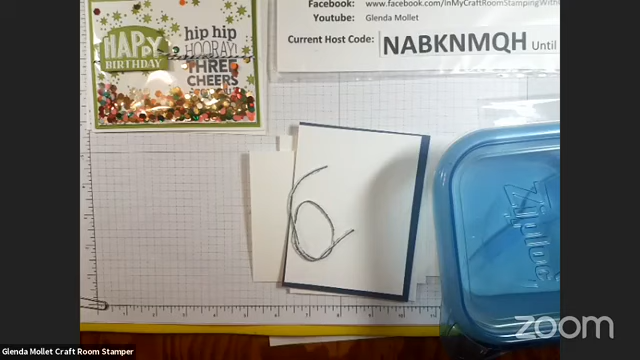 Facebook: www.facebook.com/InMyCraftRoomStampingWith
Youtube: Glenda Mollet
Current Host Code: NABKNMQH Until
HAPPY
BIRTHDAY
hip hip
HOORAY!
THREE
CHEERS
Ziploc
zoom
Glenda Mollet Craft Room Stamper